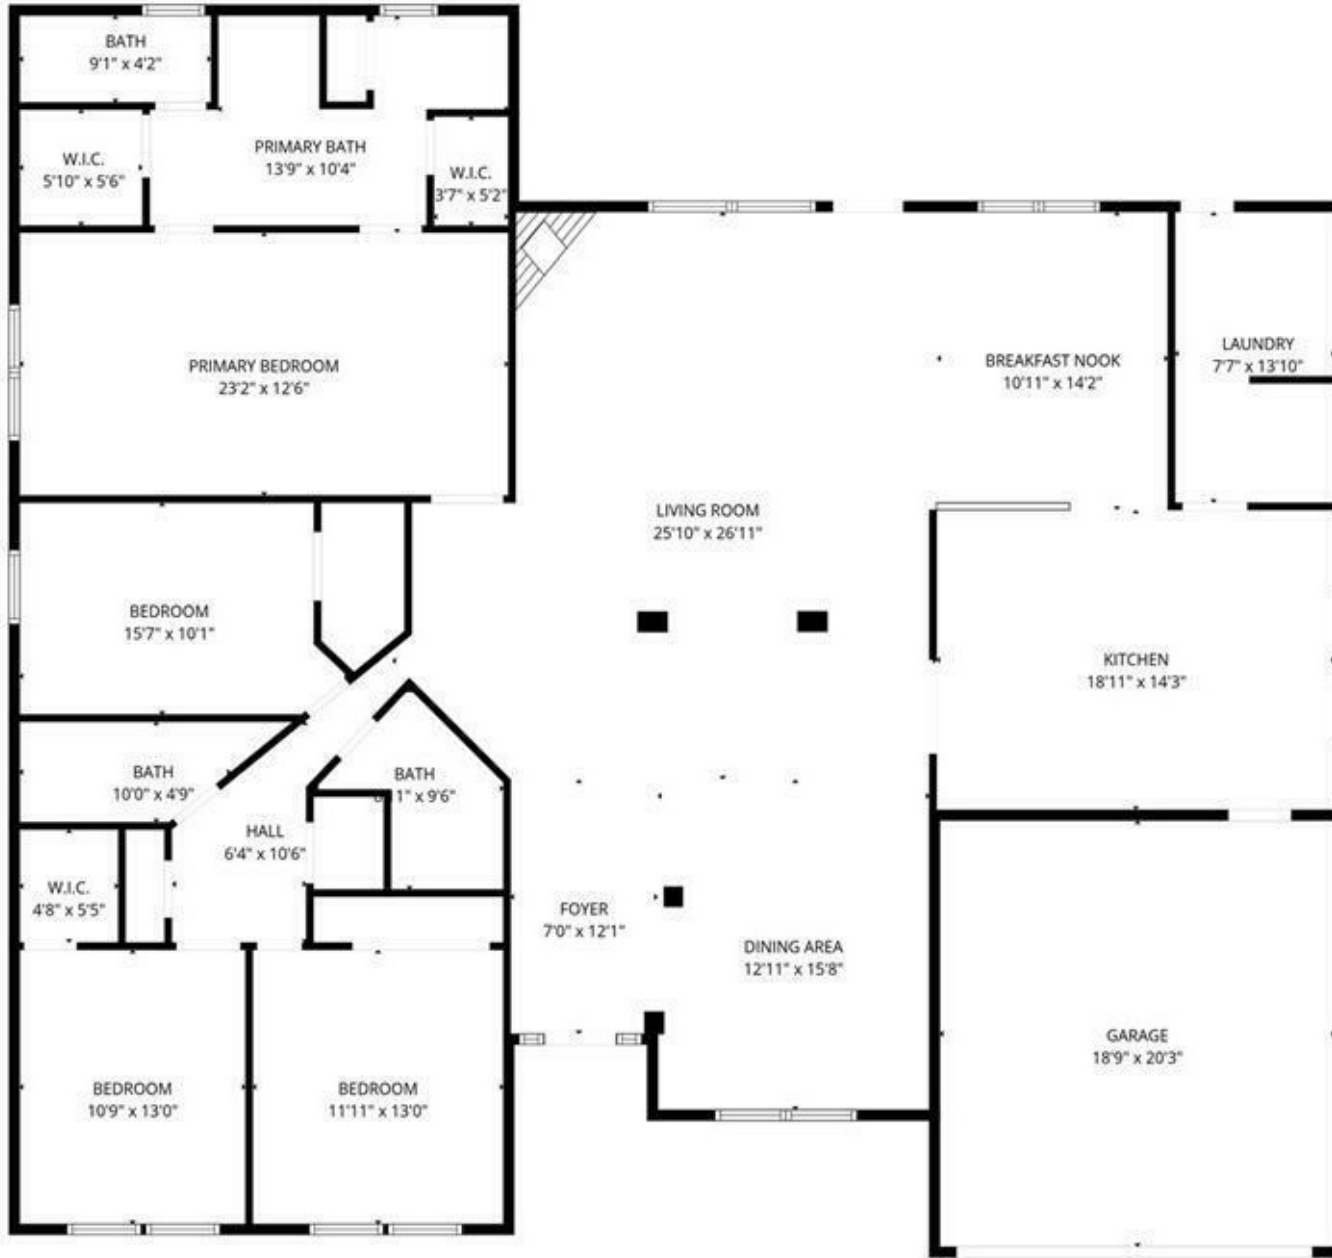 BATH
9'1" x 4'2"
PRIMARY BATH
13'9" x 10'4"
W.I.C.
5'10" x 5'6"
W.I.C.
3'7" x 5'2"
PRIMARY BEDROOM
23'2" x 12'6"
BREAKFAST NOOK
10'11" x 14'2"
LAUNDRY
7'7" x 13'10"
LIVING ROOM
25'10" x 26'11"
BEDROOM
15'7" x 10'1"
KITCHEN
18'11" x 14'3"
BATH
10'0" x 4'9"
BATH
x 9'6"
HALL
6'4" x 10'6"
W.I.C.
4'8" x 5'5"
FOYER
7'0" x 12'1"
DINING AREA
12'11" x 15'8"
GARAGE
18'9" x 20'3"
BEDROOM
10'9" x 13'0"
BEDROOM
11'11" x 13'0"